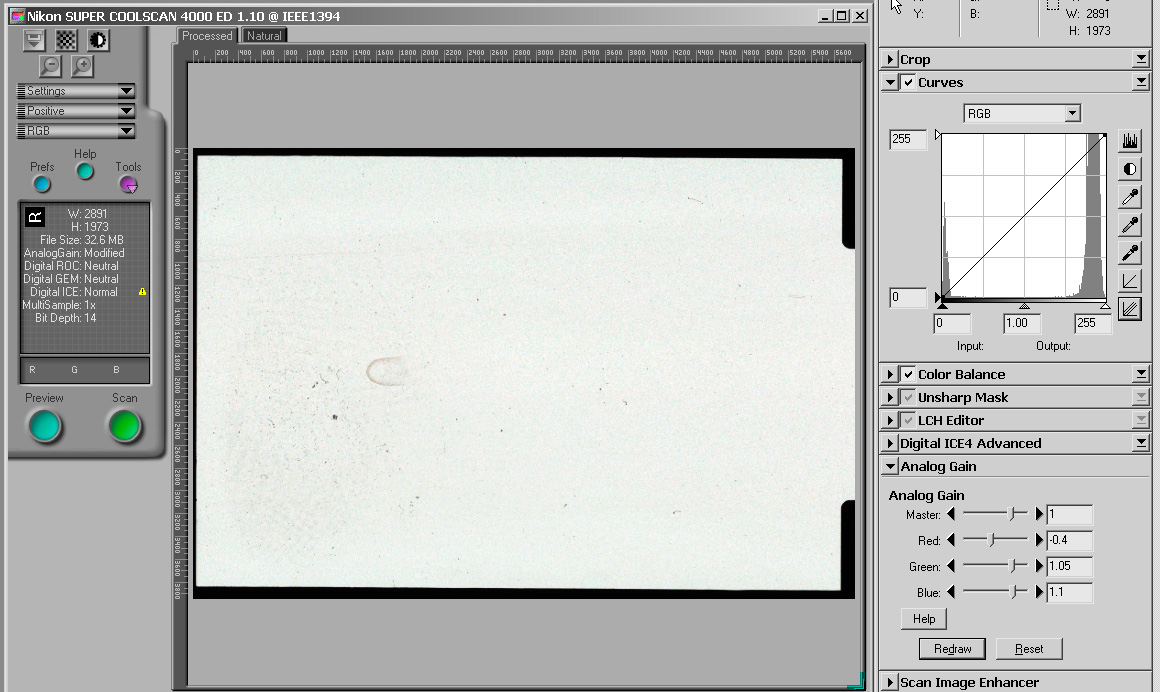 Nikon SUPER COOLSCAN 4000 ED 1.10 @ IEEE1394
Processed Natural
0 200 400 600 800 1000 1200 1400 1600 1800 2000 2200 2400 2600 2800 3000 3200 3400 3600 3800 4000 4200 4400 4600 4800 5000 5200 5400 5600
0 200 400 600 800 1000 1200 1400 1600 1800 2000 2200 2400 2600 2800 3000 3200 3400 3600 3800
Settings
Positive
RGB
Help
Prefs Tools
R
W: 2891
H: 1973
File Size: 32.6 MB
AnalogGain: Modified
Digital ROC: Neutral
Digital GEM: Neutral
Digital ICE: Normal
MultiSample: 1x
Bit Depth: 14
R G B
Preview Scan
Y: B: W: 2891
H: 1973
Crop
Curves
RGB
255
0
0 1.00 255
Input: Output:
Color Balance
Unsharp Mask
LCH Editor
Digital ICE4 Advanced
Analog Gain
Analog Gain
Master: 1
Red: -0.4
Green: 1.05
Blue: 1.1
Help
Redraw Reset
Scan Image Enhancer